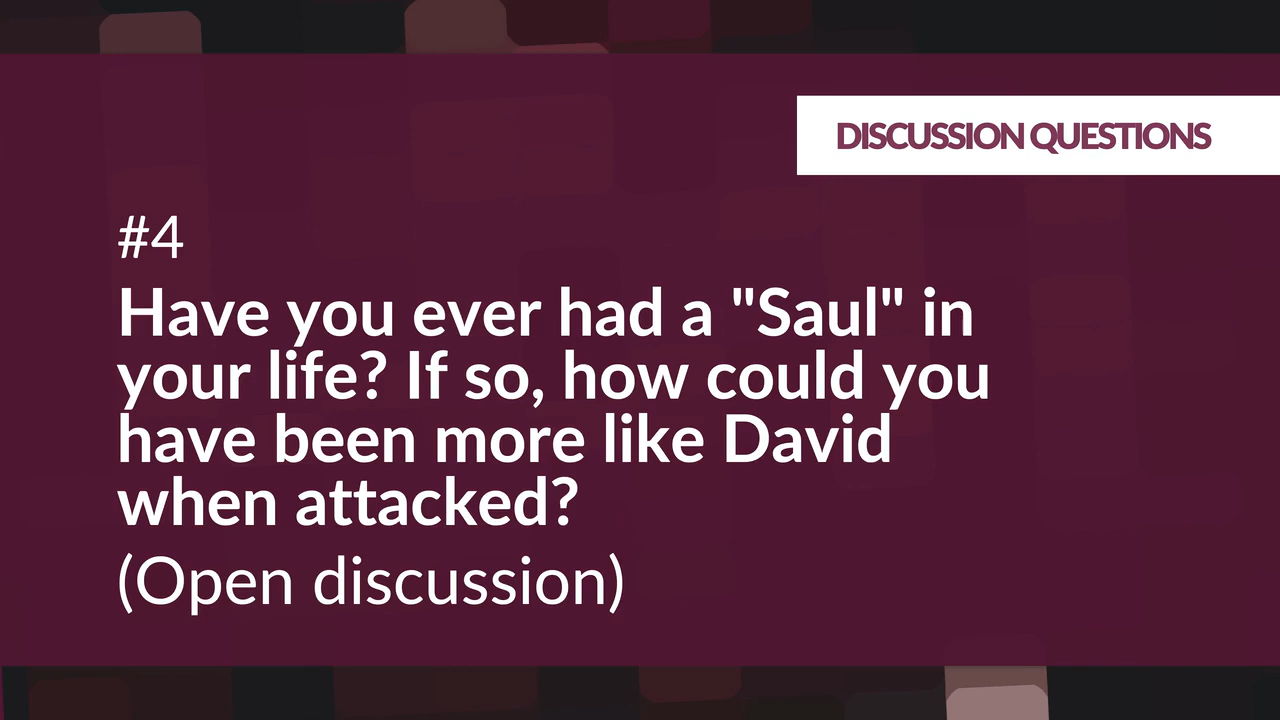 DISCUSSION QUESTIONS
#4
Have you ever had a "Saul" in
your life? If so, how could you
have been more like David
when attacked?
(Open discussion)